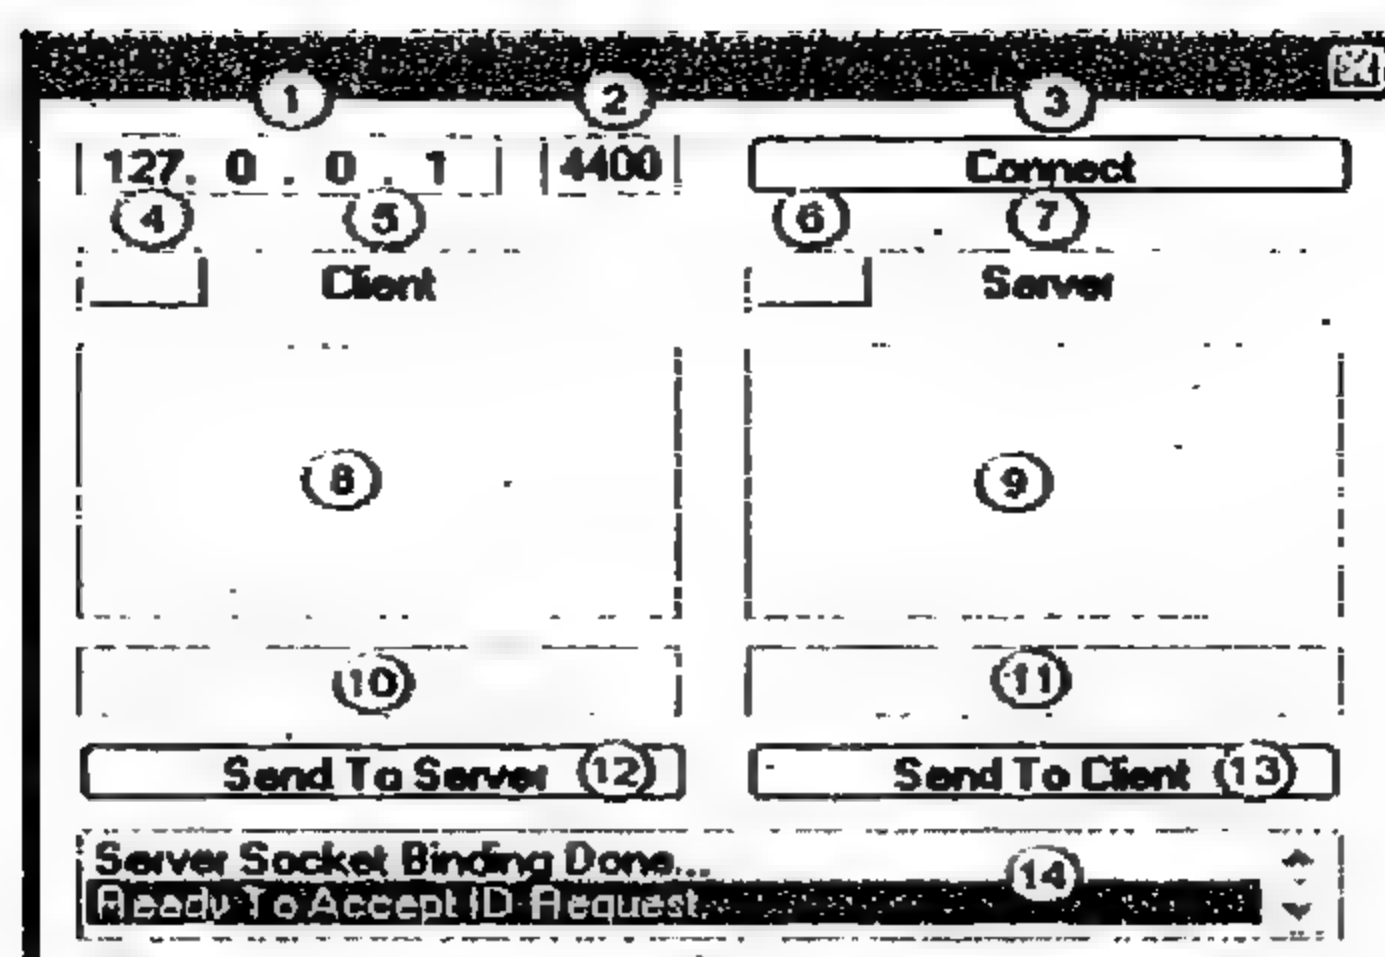 1 2 3
127. 0 . 0 . 1 4400 Connect
4 5 6 7
Client Server
8 9
10 11
Send To Server 12 Send To Client 13
Server Socket Binding Done...
14
Ready To Accept ID Request.